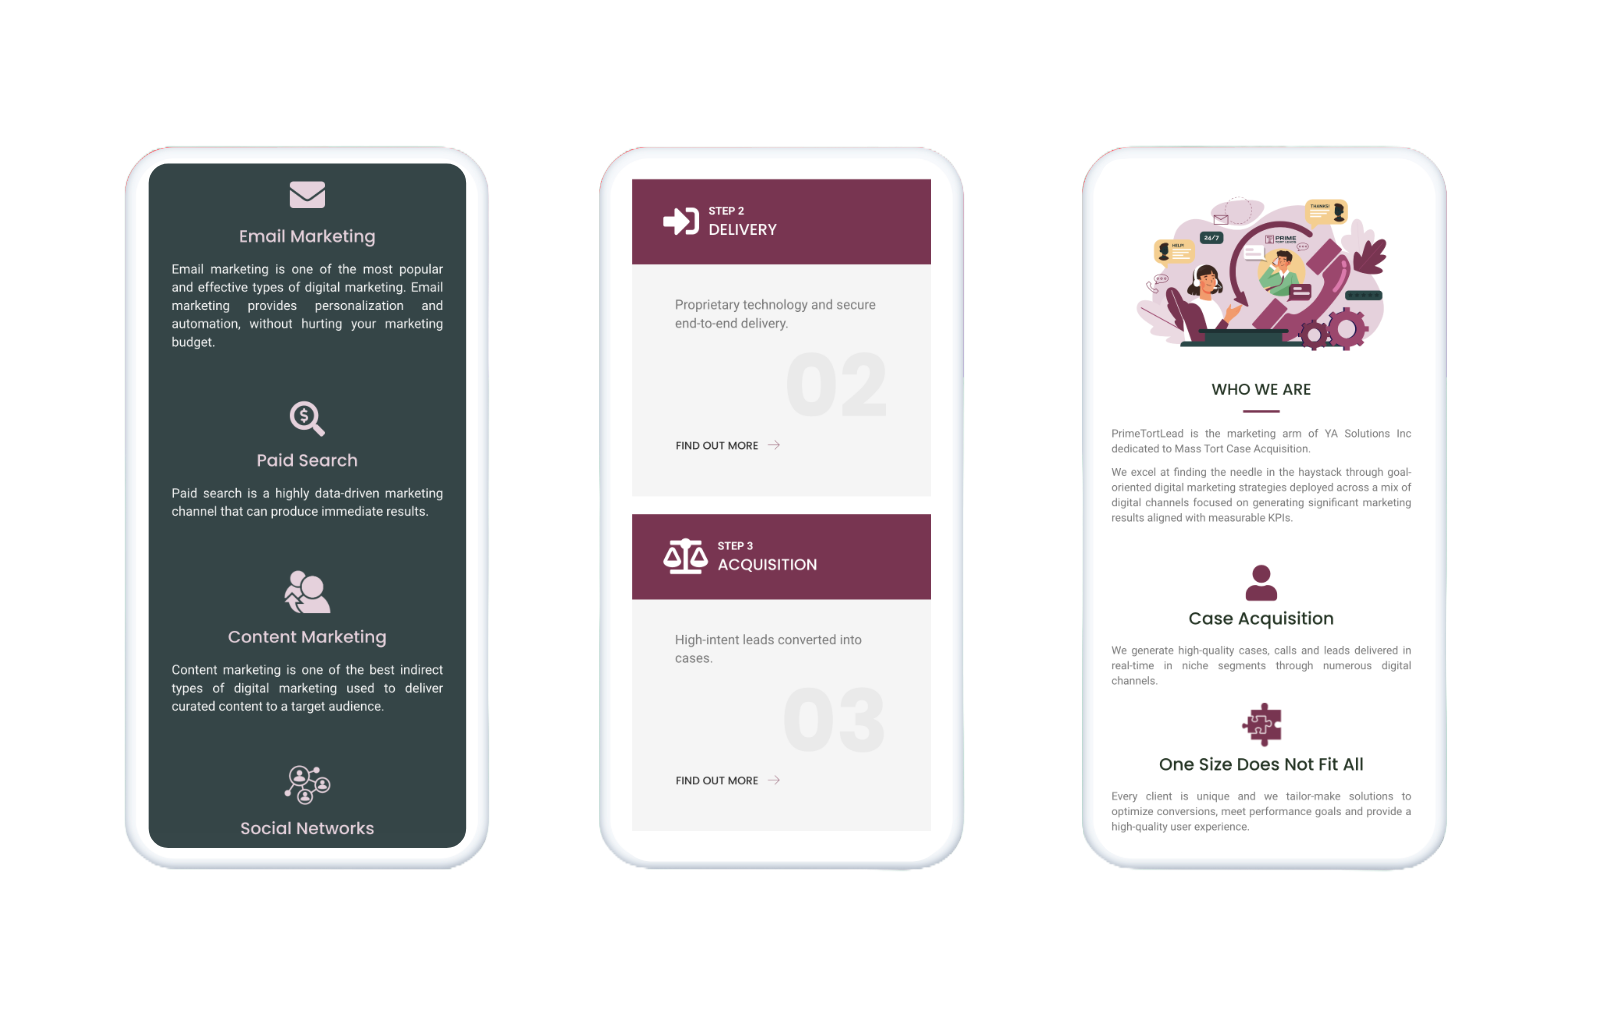 Email Marketing
Email marketing is one of the most popular
and effective types of digital marketing. Email
marketing provides personalization and
automation, without hurting your marketing
budget.
Paid Search
Paid search is a highly data-driven marketing
channel that can produce immediate results.
Content Marketing
Content marketing is one of the best indirect
types of digital marketing used to deliver
curated content to a target audience.
Social Networks
STEP 2
DELIVERY
Proprietary technology and secure
end-to-end delivery.
02
FIND OUT MORE
STEP 3
ACQUISITION
High-intent leads converted into
cases.
03
FIND OUT MORE
THANKS!
24/7
PRIME
HELP!
WHO WE ARE
PrimeTortLead is the marketing arm of YA Solutions Inc
dedicated to Mass Tort Case Acquisition.
We excel at finding the needle in the haystack through goal-
oriented digital marketing strategies deployed across a mix of
digital channels focused on generating significant marketing
results aligned with measurable KPIs.
Case Acquisition
We generate high-quality cases, calls and leads delivered in
real-time in niche segments through numerous digital
channels.
One Size Does Not Fit All
Every client is unique and we tailor-make solutions to
optimize conversions, meet performance goals and provide a
high-quality user experience.